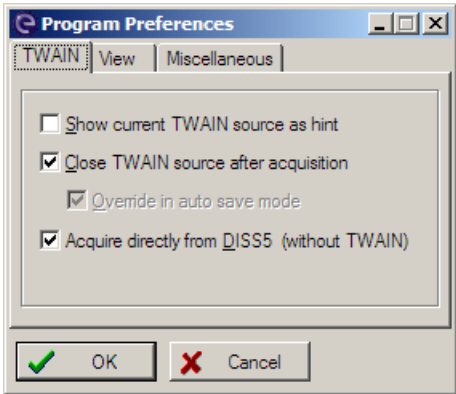 Program Preferences
TWAIN View Miscellaneous
Show current TWAIN source as hint
Close TWAIN source after acquisition
Override in auto save mode
Acquire directly from DISS5 (without TWAIN)
OK Cancel